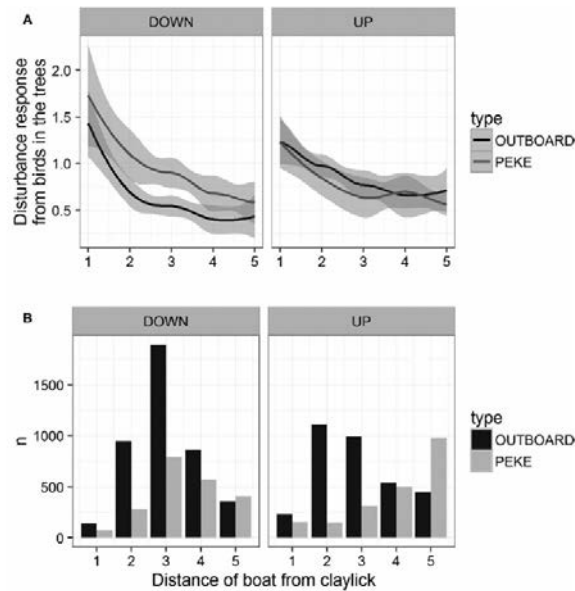 A
DOWN
UP
Disturbance response
from birds in the trees
2.0
1.5
1.0
0.5
1 2 3 4 5
1 2 3 4 5
type
OUTBOARD
PEKE
B
DOWN
UP
n
1500
1000
500
0
1 2 3 4 5
1 2 3 4 5
Distance of boat from claylick
type
OUTBOARD
PEKE